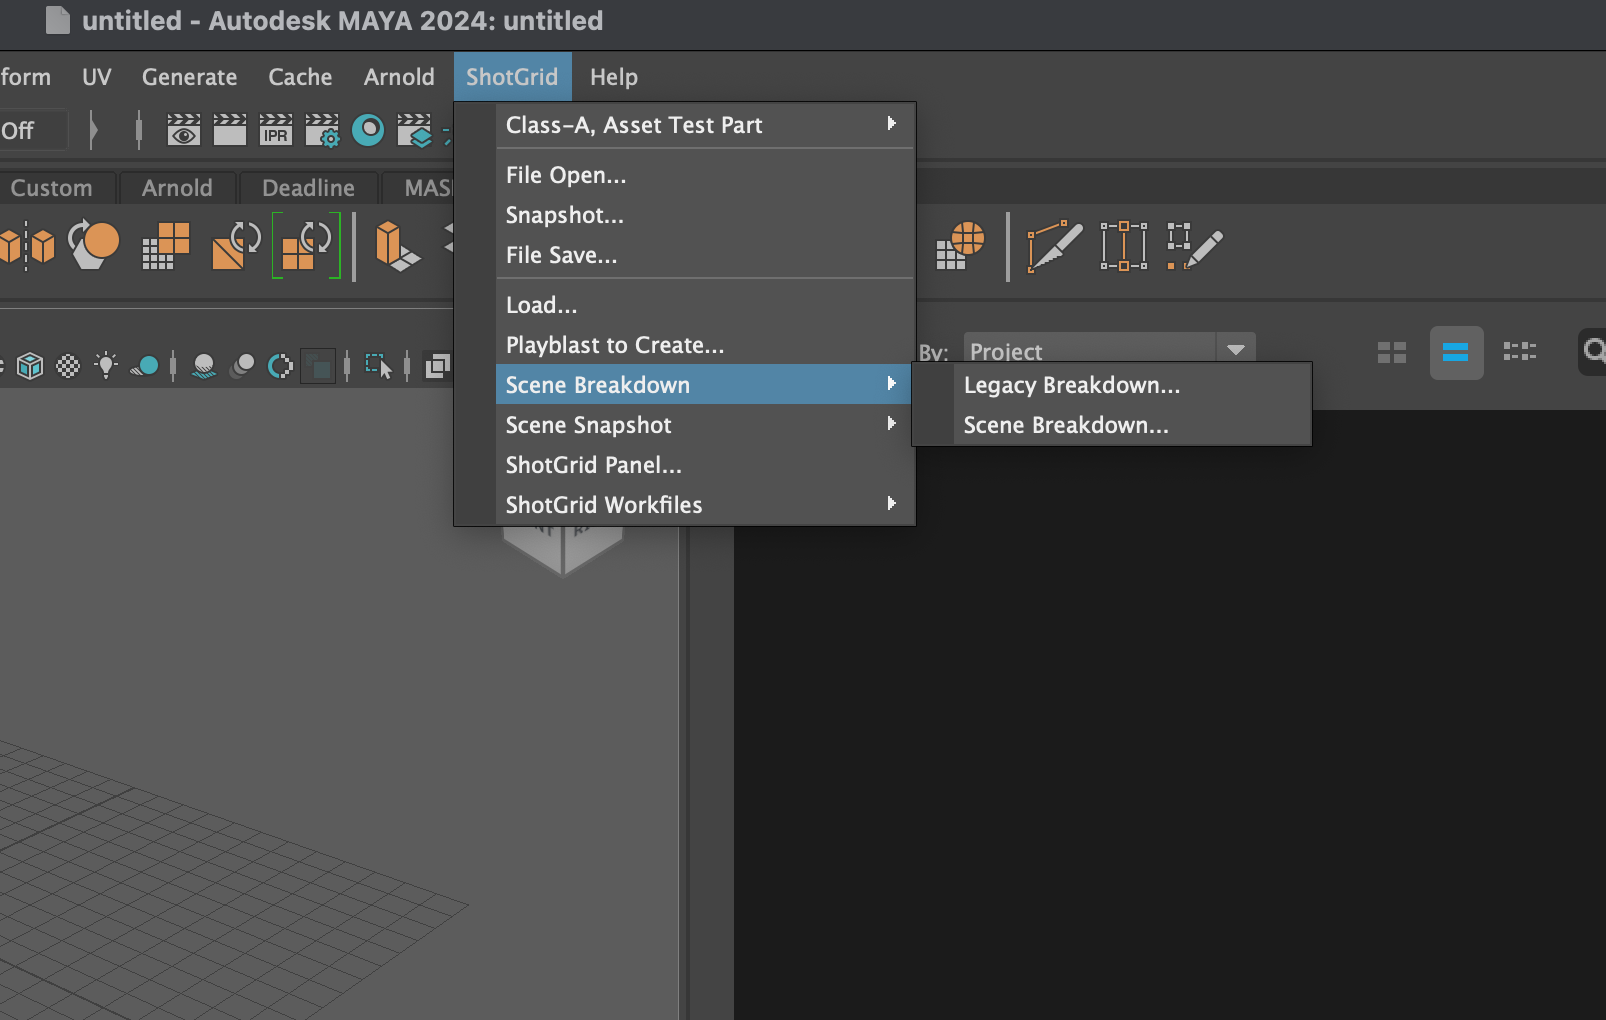 untitled - Autodesk MAYA 2024: untitled
form UV Generate Cache Arnold ShotGrid Help
Off
IPR
Custom Arnold Deadline MAS
Class-A, Asset Test Part
File Open...
Snapshot...
File Save...
Load...
Playblast to Create...
By: Project
Scene Breakdown
Legacy Breakdown...
Scene Breakdown...
Scene Snapshot
ShotGrid Panel...
ShotGrid Workfiles